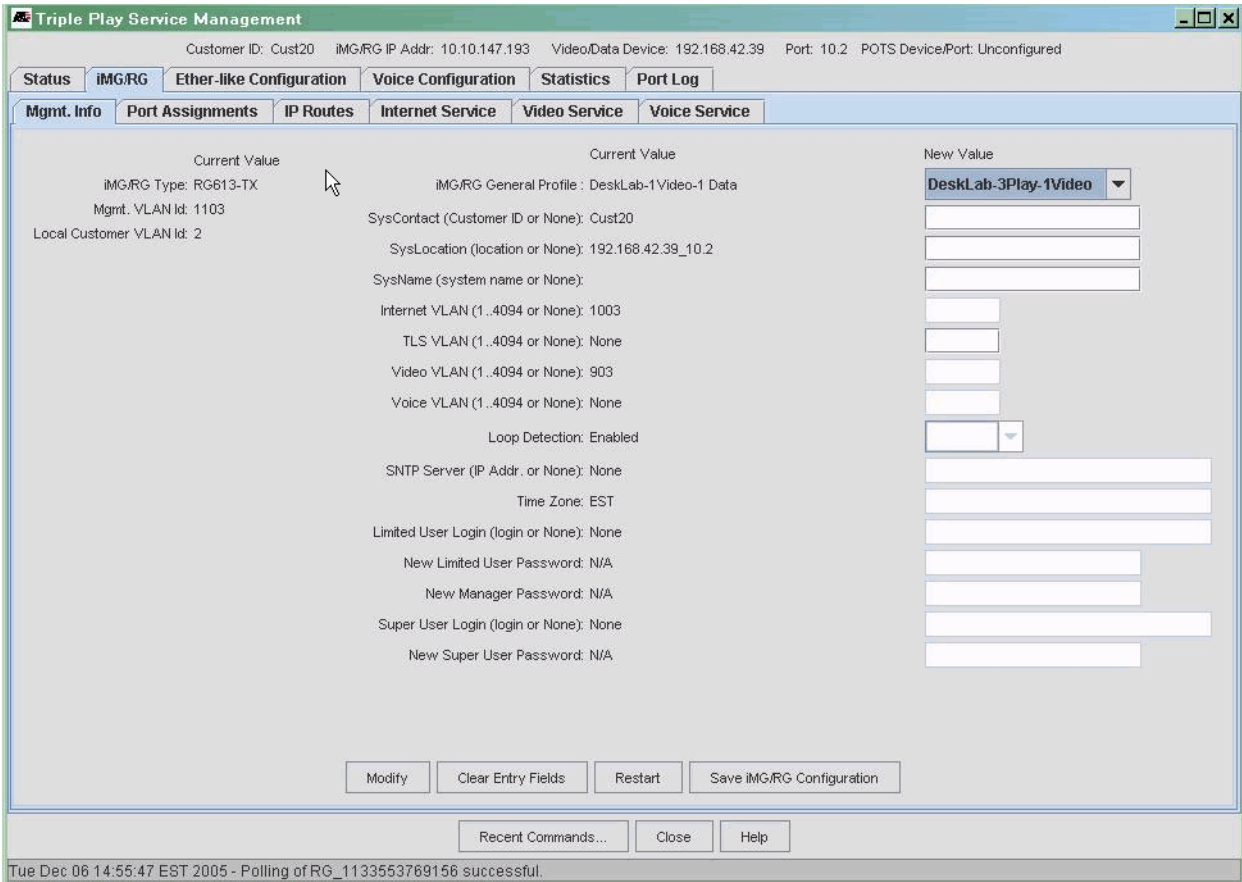 Triple Play Service Management
Customer ID: Cust20 iMG/RG IP Addr: 10.10.147.193 Video/Data Device: 192.168.42.39 Port: 10.2 POTS Device/Port: Unconfigured
Status iMG/RG Ether-like Configuration Voice Configuration Statistics Port Log
Mgmt. Info Port Assignments IP Routes Internet Service Video Service Voice Service
Current Value
iMG/RG Type: RG613-TX
Mgmt. VLAN Id: 1103
Local Customer VLAN Id: 2
Current Value New Value
iMG/RG General Profile : DeskLab-1Video-1 Data DeskLab-3Play-1Video
SysContact (Customer ID or None): Cust20
SysLocation (location or None): 192.168.42.39_10.2
SysName (system name or None):
Internet VLAN (1..4094 or None): 1003
TLS VLAN (1..4094 or None): None
Video VLAN (1..4094 or None): 903
Voice VLAN (1..4094 or None): None
Loop Detection: Enabled
SNTP Server (IP Addr. or None): None
Time Zone: EST
Limited User Login (login or None): None
New Limited User Password: N/A
New Manager Password: N/A
Super User Login (login or None): None
New Super User Password: N/A
Modify Clear Entry Fields Restart Save iMG/RG Configuration
Recent Commands... Close Help
Tue Dec 06 14:55:47 EST 2005 - Polling of RG_1133553769156 successful.